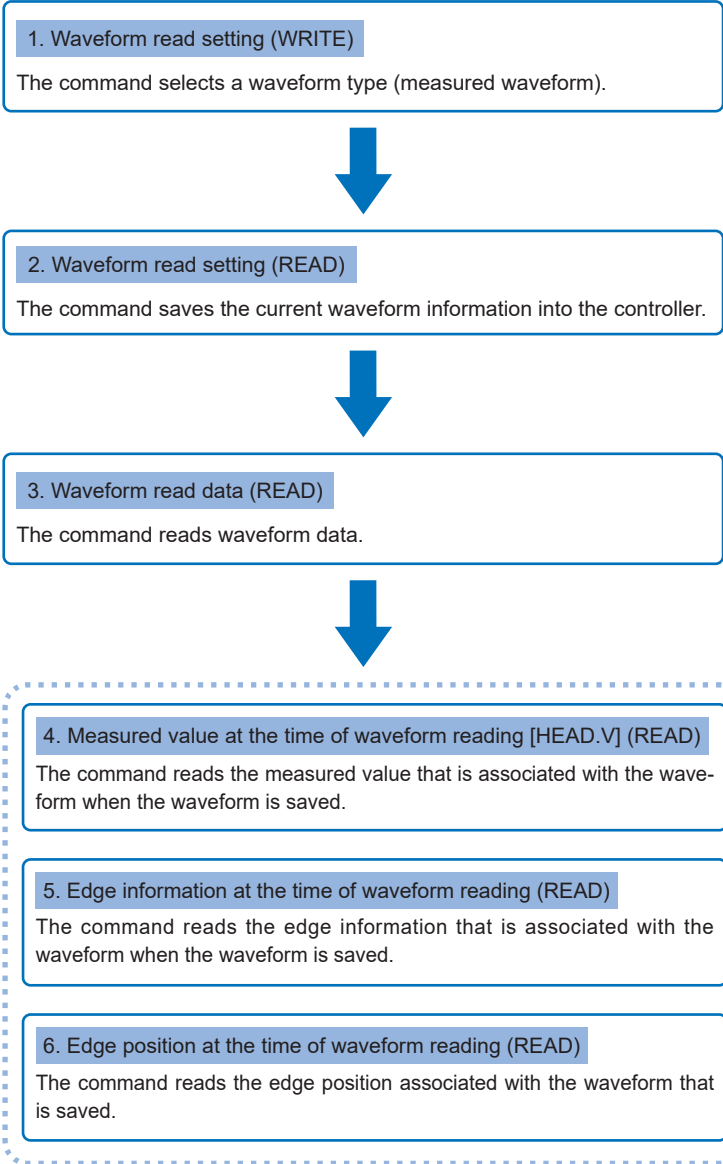 1. Waveform read setting (WRITE)
The command selects a waveform type (measured waveform).
2. Waveform read setting (READ)
The command saves the current waveform information into the controller.
3. Waveform read data (READ)
The command reads waveform data.
4. Measured value at the time of waveform reading [HEAD.V] (READ)
The command reads the measured value that is associated with the wave-
form when the waveform is saved.
5. Edge information at the time of waveform reading (READ)
The command reads the edge information that is associated with the
waveform when the waveform is saved.
6. Edge position at the time of waveform reading (READ)
The command reads the edge position associated with the waveform that
is saved.